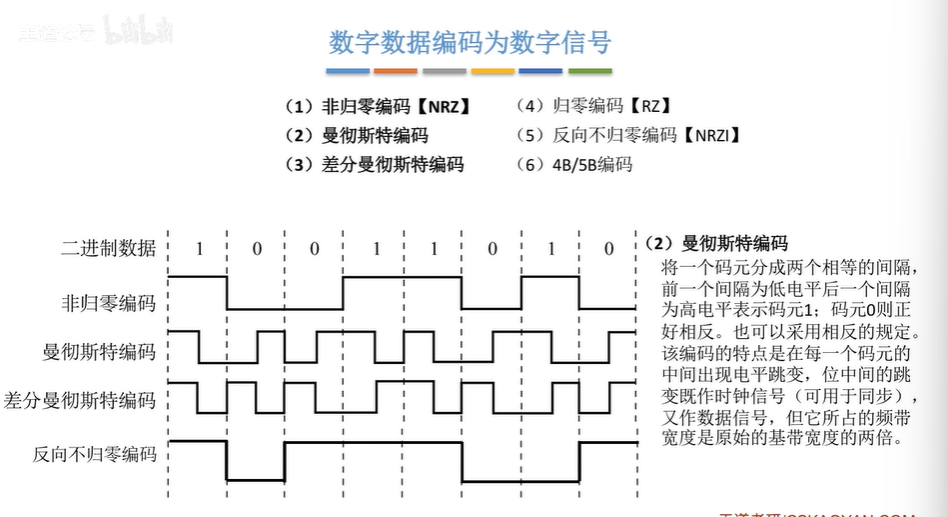 bilibili
数字数据编码为数字信号
（1）非归零编码【NRZ】 （4）归零编码【RZ】
（2）曼彻斯特编码 （5）反向不归零编码【NRZI】
（3）差分曼彻斯特编码 （6）4B/5B编码
二进制数据 1 0 0 1 1 0 1 0
非归零编码
曼彻斯特编码
差分曼彻斯特编码
反向不归零编码
（2）曼彻斯特编码
将一个码元分成两个相等的间隔，
前一个间隔为低电平后一个间隔
为高电平表示码元1；码元0则正
好相反。也可以采用相反的规定。
该编码的特点是在每一个码元的
中间出现电平跳变，位中间的跳
变既作时钟信号（可用于同步），
又作数据信号，但它所占的频带
宽度是原始的基带宽度的两倍。